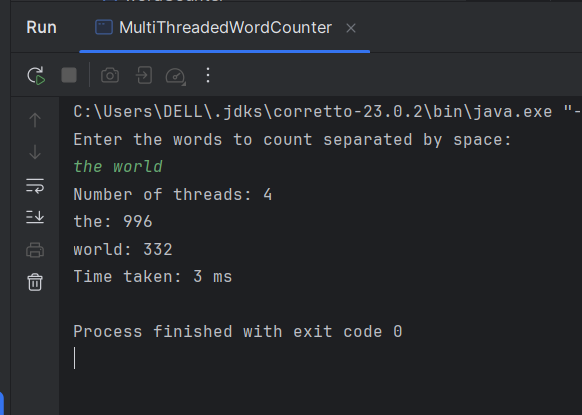 Run MultiThreadedWordCounter
C:\Users\DELL\.jdks\corretto-23.0.2\bin\java.exe "-
Enter the words to count separated by space:
the world
Number of threads: 4
the: 996
world: 332
Time taken: 3 ms
Process finished with exit code 0